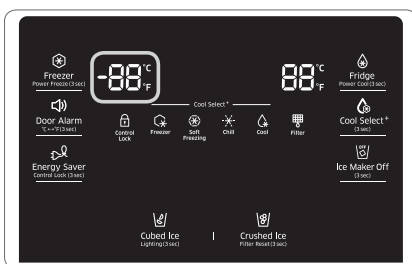 Freezer
Power Freeze (3 sec)
-88 °C
°F
88 °C
°F
Fridge
Power Cool (3 sec)
Cool Select+
Door Alarm
°C↔°F (3 sec)
Control
Lock
Freezer
Soft
Freezing
Chill
Cool
Filter
Cool Select+
(3 sec)
Energy Saver
Control Lock (3 sec)
OFF
Ice Maker Off
(3 sec)
Cubed Ice
Lighting (3 sec)
Crushed Ice
Filter Reset (3 sec)